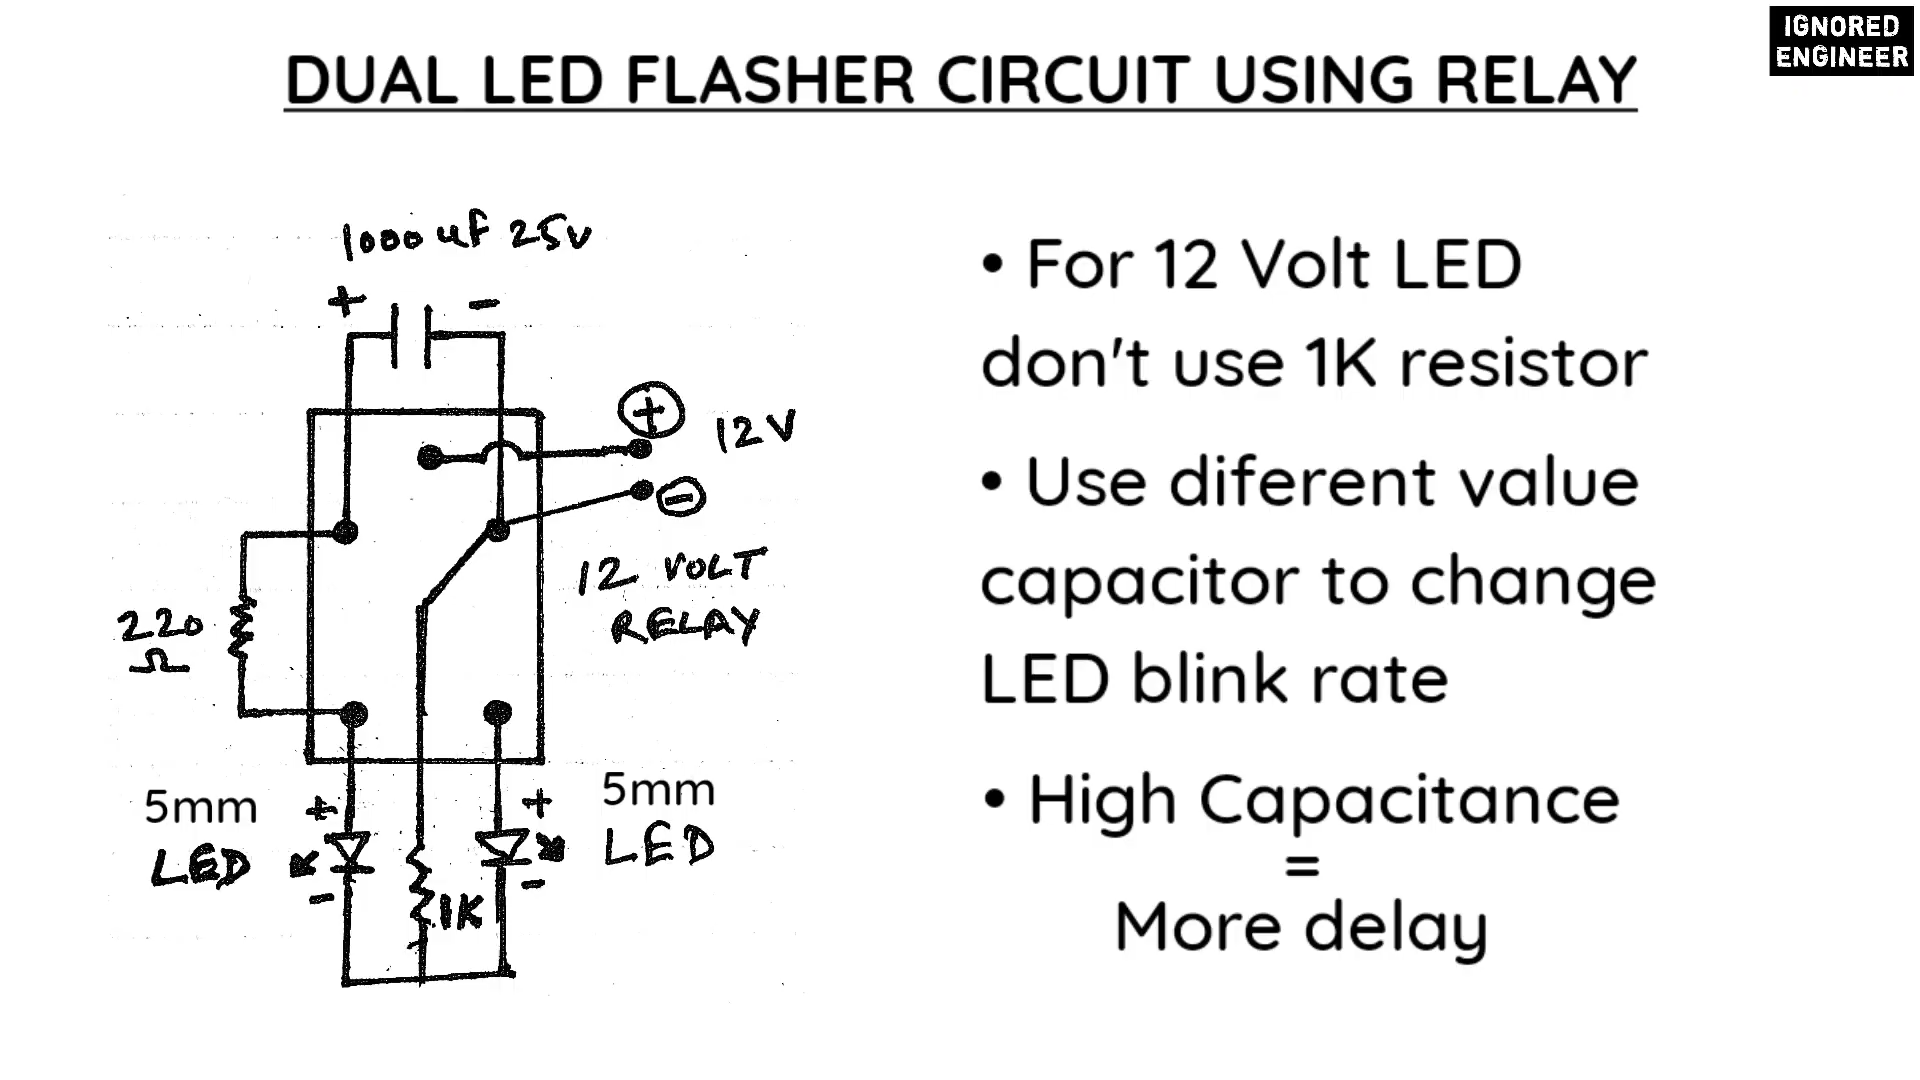 IGNORED
ENGINEER
DUAL LED FLASHER CIRCUIT USING RELAY
1000 uf 25v
+ -
+
12V
-
12 VOLT
RELAY
220
Ω
5mm
LED
+
-
1K
+
-
5mm
LED
• For 12 Volt LED
don't use 1K resistor
• Use diferent value
capacitor to change
LED blink rate
• High Capacitance
=
More delay